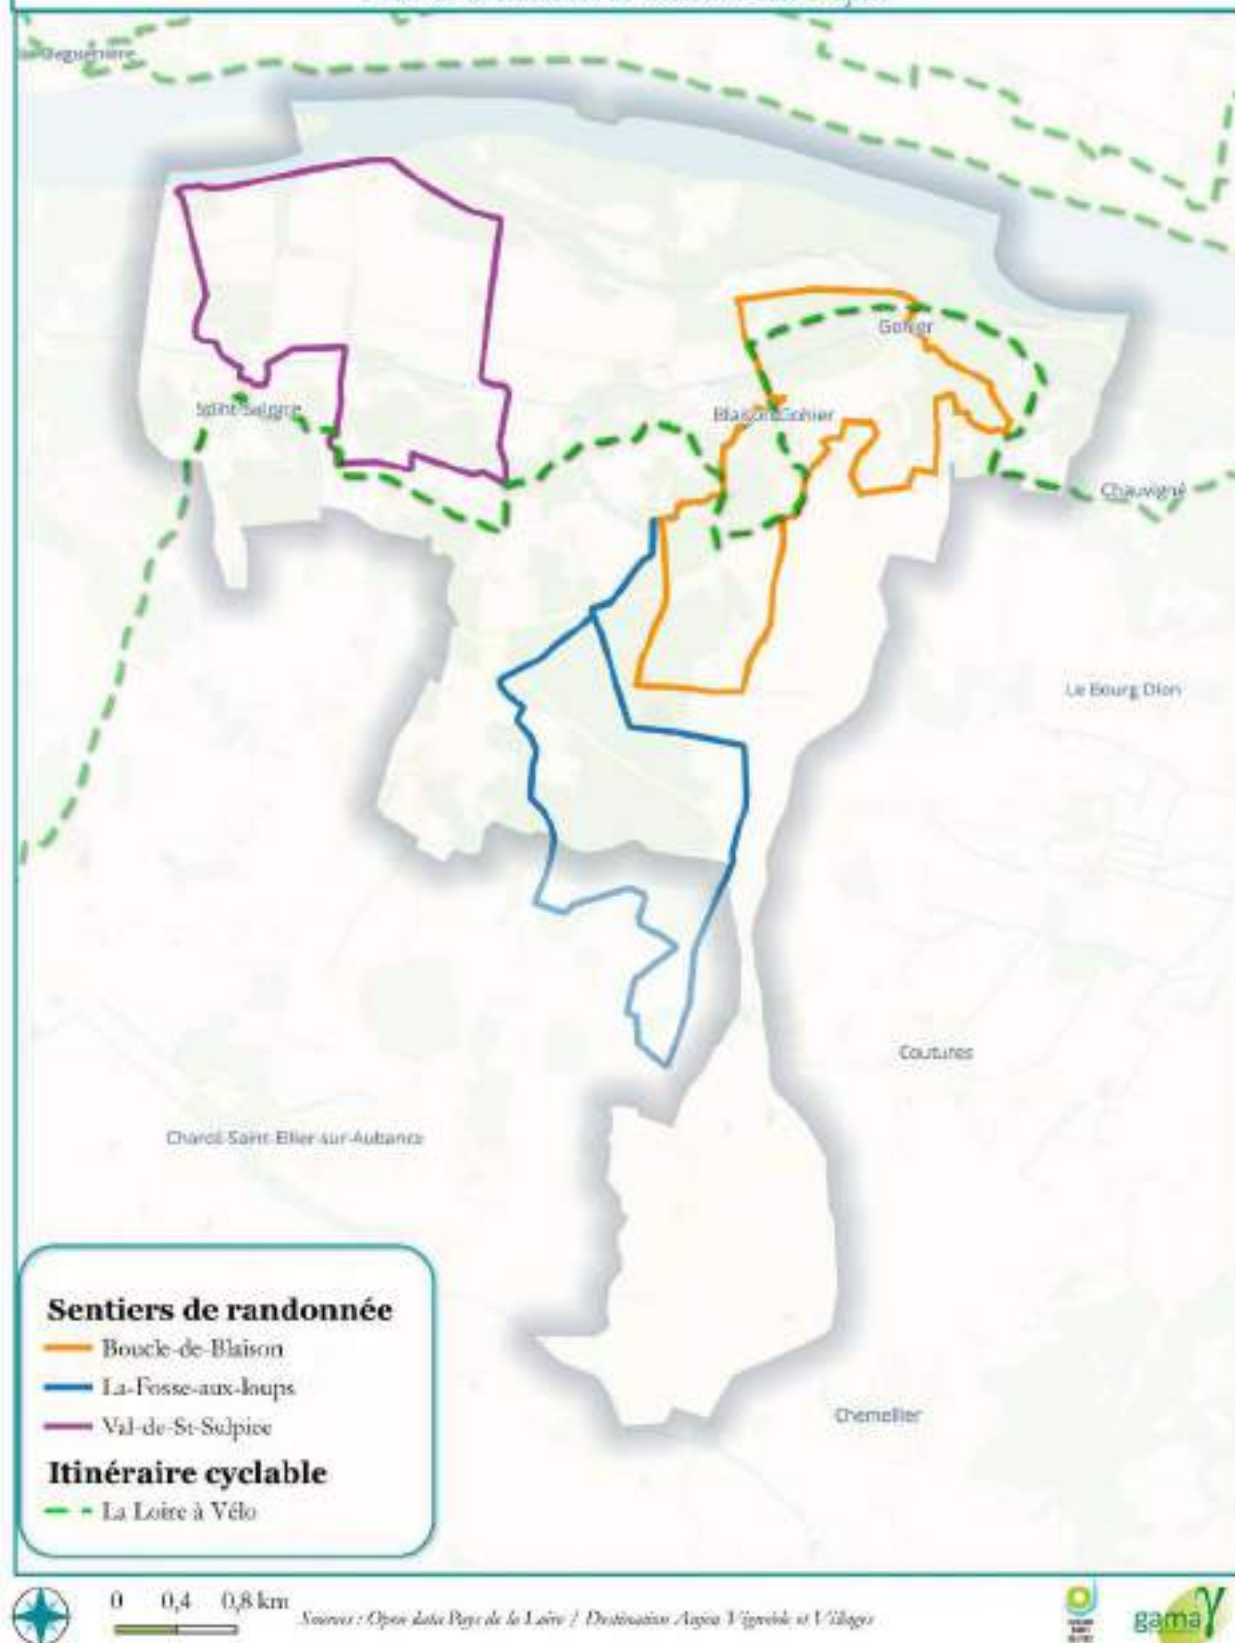 Saint-Sulpice
Gohier
Blaison-Gohier
Chauvigné
Le Bourg Dion
Coutures
Charcé-Saint-Ellier-sur-Aubance
Chemellier
Sentiers de randonnée
Boucle-de-Blaison
La-Fosse-aux-loups
Val-de-St-Sulpice
Itinéraire cyclable
La Loire à Vélo
0 0,4 0,8 km
Sources : Open data Pays de la Loire / Destination Anjou Vignoble et Villages
gama